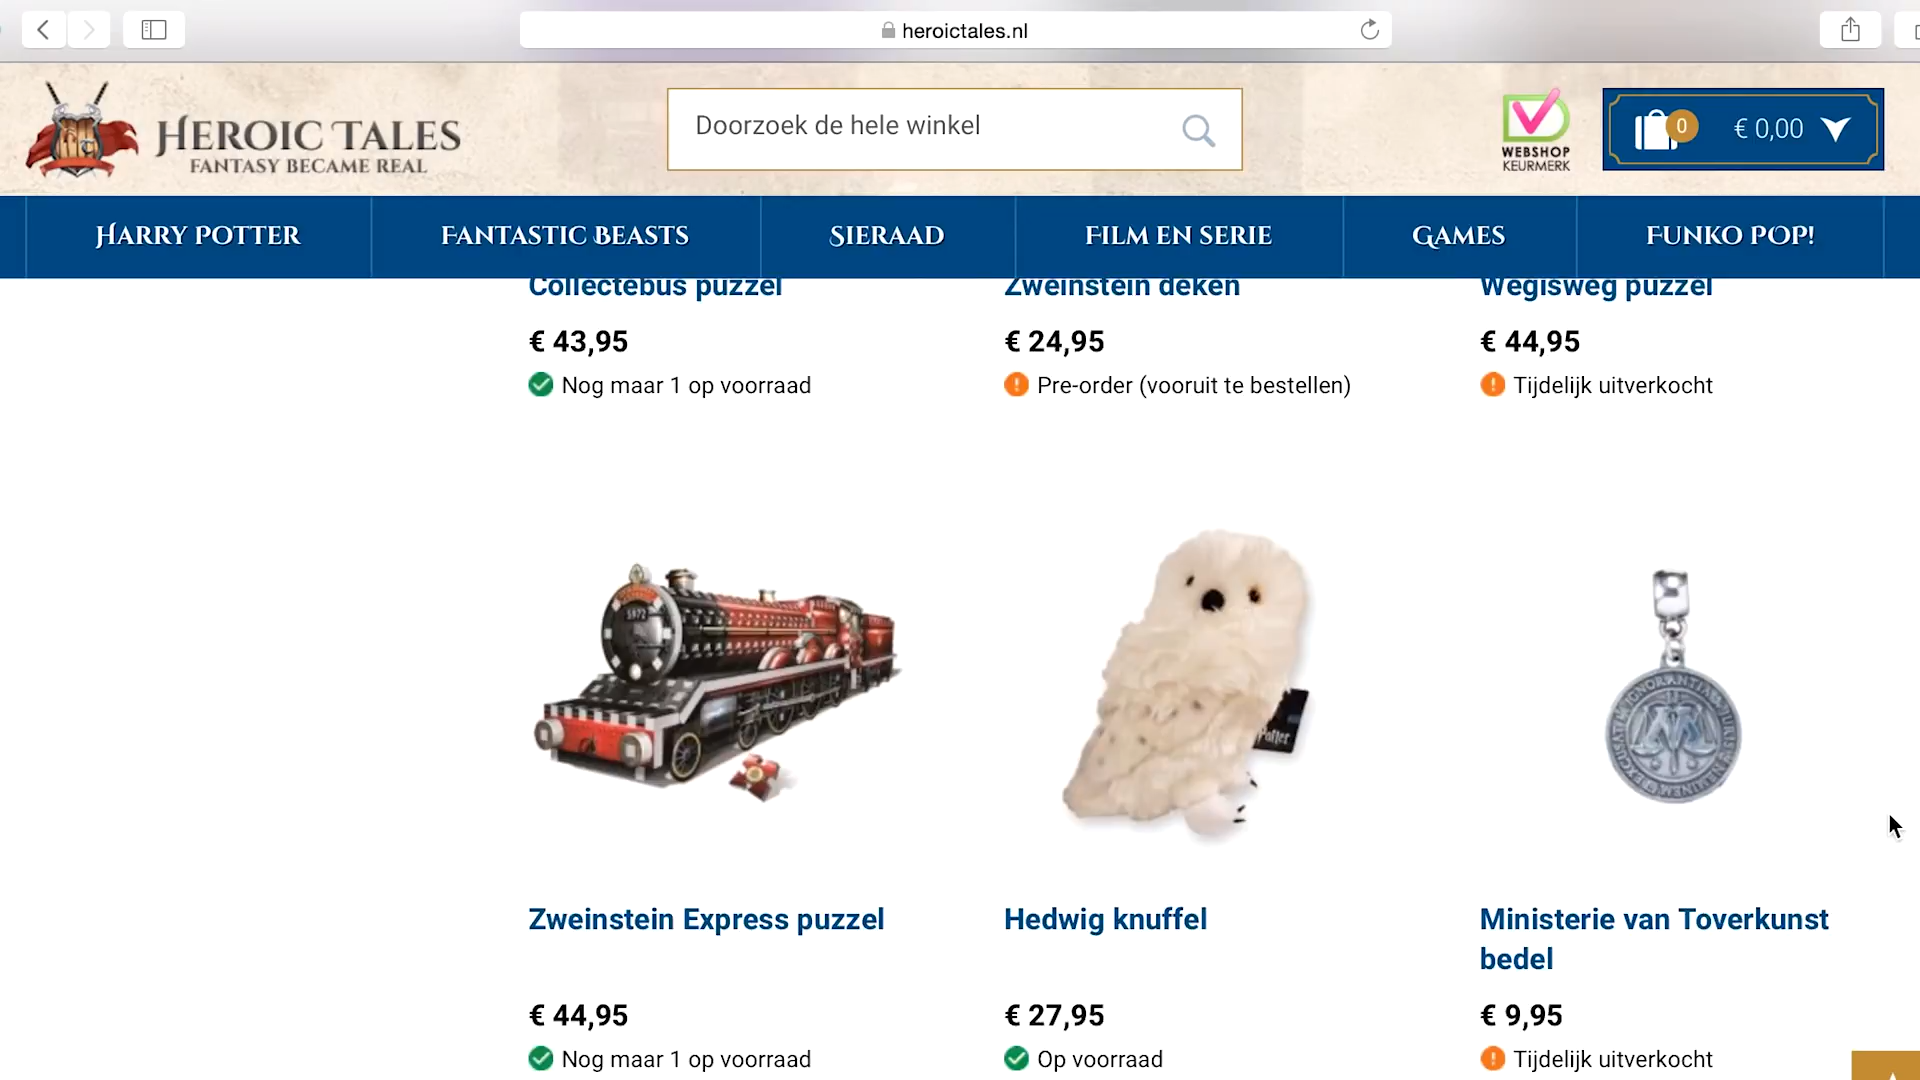 heroictales.nl
HEROIC TALES
FANTASY BECAME REAL
Doorzoek de hele winkel
WEBSHOP
KEURMERK
0
€ 0,00
HARRY POTTER
FANTASTIC BEASTS
SIERAAD
FILM EN SERIE
GAMES
FUNKO POP!
Collectebus puzzel
Zweinstein deken
Wegisweg puzzel
€ 43,95
€ 24,95
€ 44,95
Nog maar 1 op voorraad
Pre-order (vooruit te bestellen)
Tijdelijk uitverkocht
5972
Potter
Zweinstein Express puzzel
Hedwig knuffel
Ministerie van Toverkunst
bedel
€ 44,95
€ 27,95
€ 9,95
Nog maar 1 op voorraad
Op voorraad
Tijdelijk uitverkocht